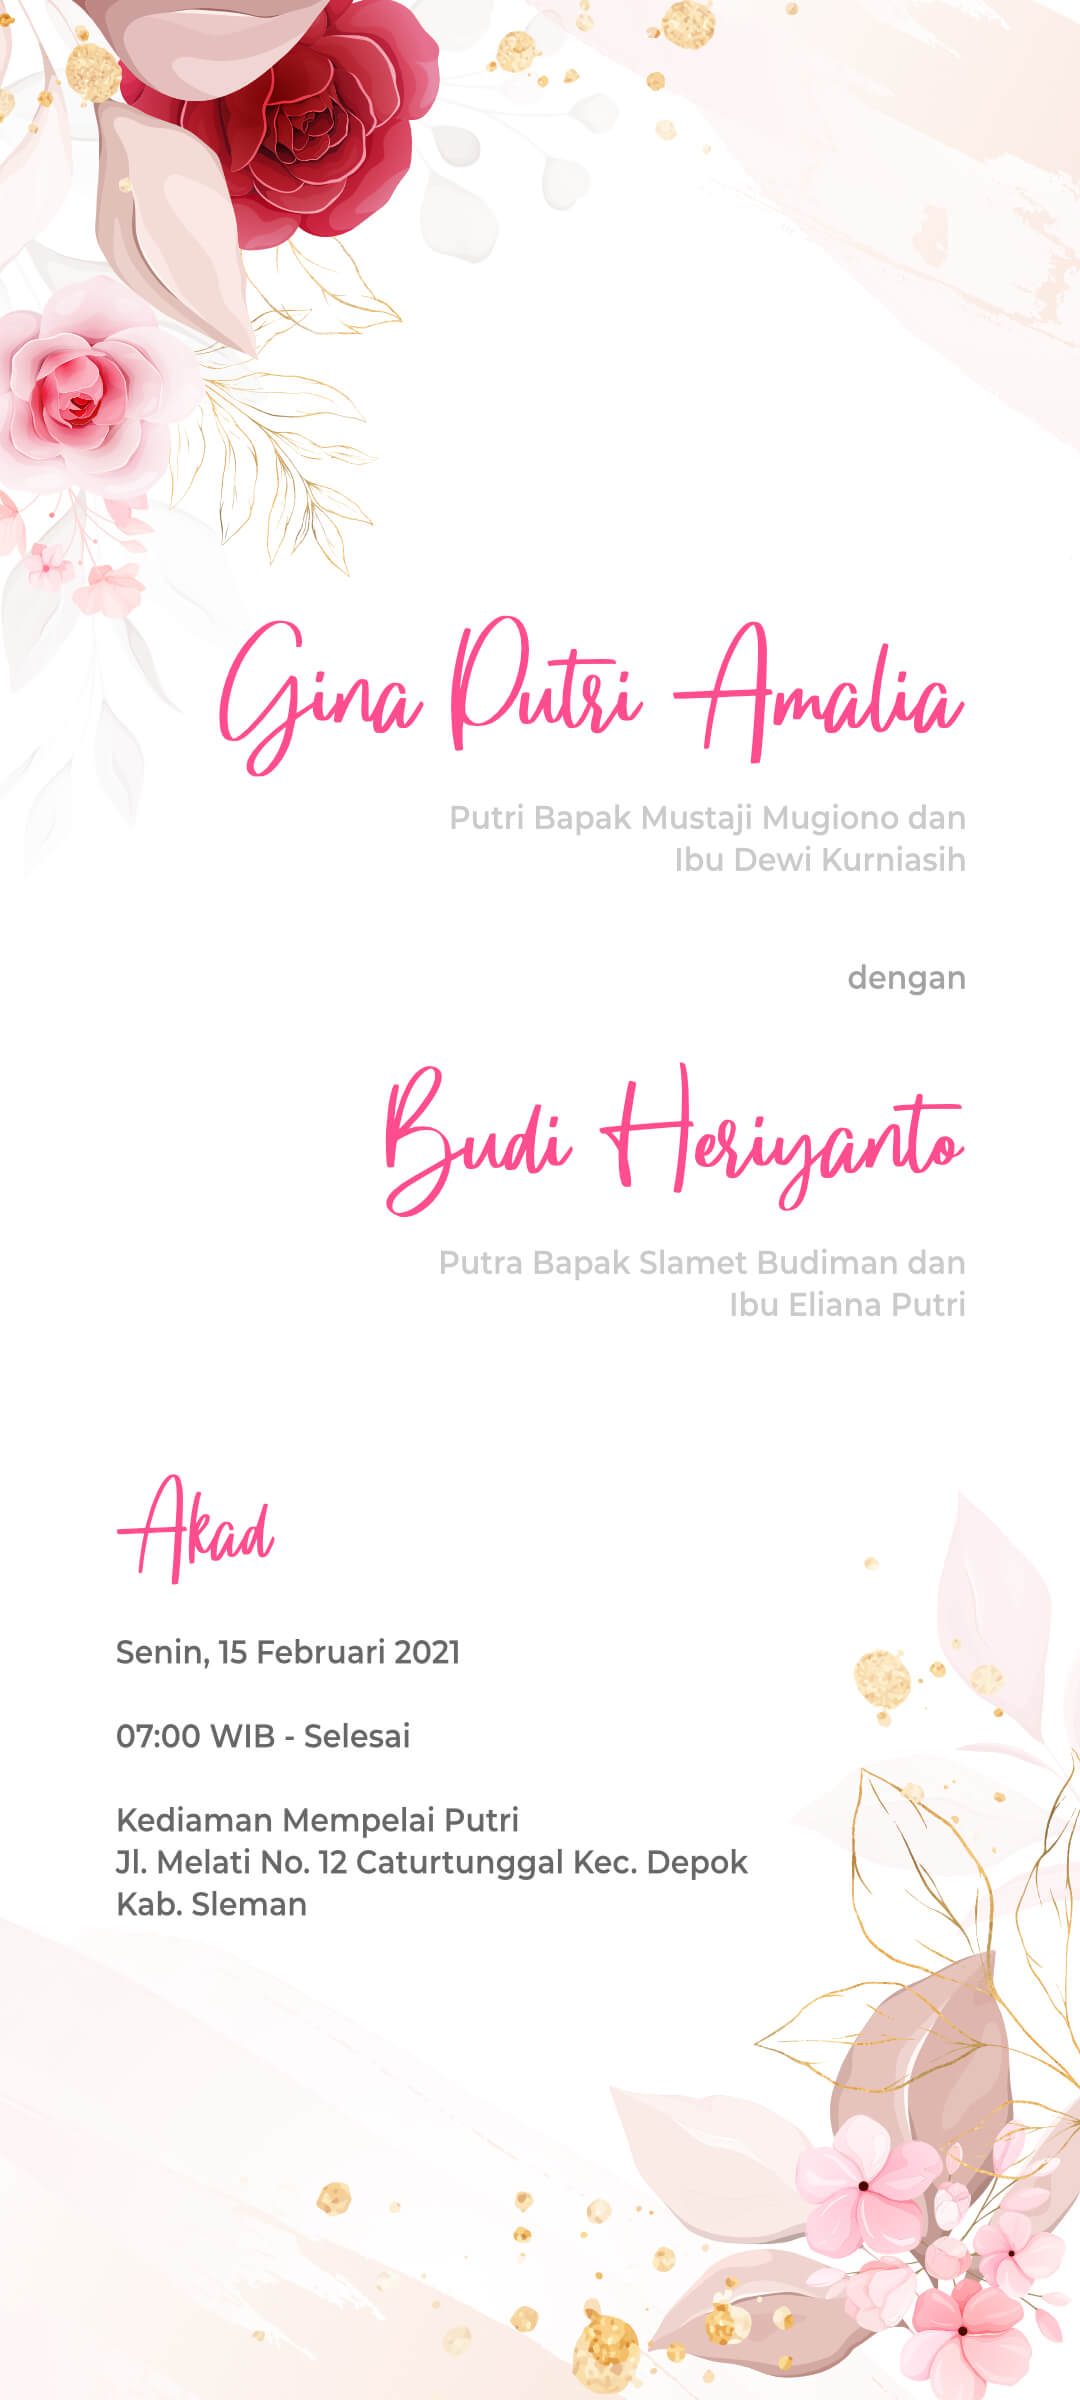 Gina Putri Amalia
Putri Bapak Mustaji Mugiono dan
Ibu Dewi Kurniasih
dengan
Budi Heriyanto
Putra Bapak Slamet Budiman dan
Ibu Eliana Putri
Akad
Senin, 15 Februari 2021
07:00 WIB - Selesai
Kediaman Mempelai Putri
Jl. Melati No. 12 Caturtunggal Kec. Depok
Kab. Sleman